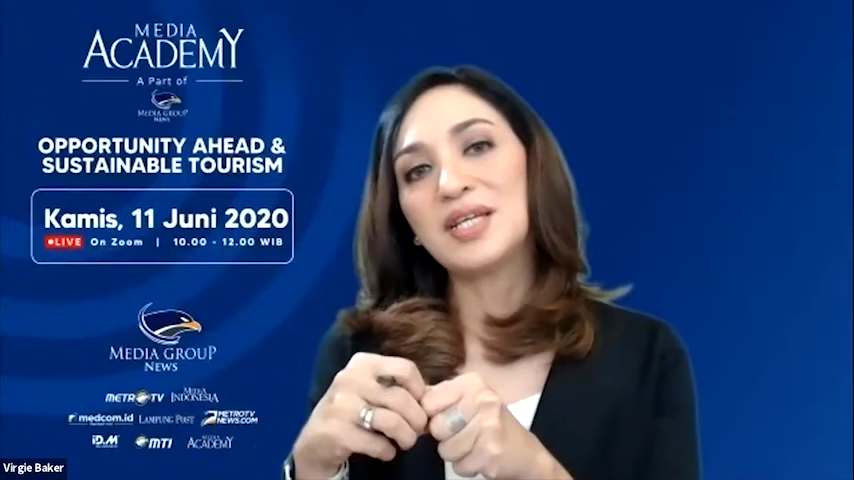 MEDIA
ACADEMY
A Part of
MEDIA GROUP
NEWS
OPPORTUNITY AHEAD &
SUSTAINABLE TOURISM
Kamis, 11 Juni 2020
LIVE On Zoom | 10.00 - 12.00 WIB
MEDIA GROUP
NEWS
METRO TV MEDIA INDONESIA
medcom.id LAMPUNG POST METROTVNEWS.COM
IDM MTI MEDIA ACADEMY
Virgie Baker